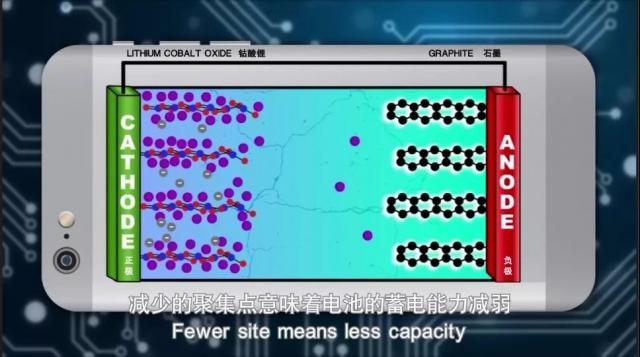 LITHIUM COBALT OXIDE 钴酸锂
GRAPHITE 石墨
CATHODE
正极
ANODE
负极
减少的聚集点意味着电池的蓄电能力减弱
Fewer site means less capacity